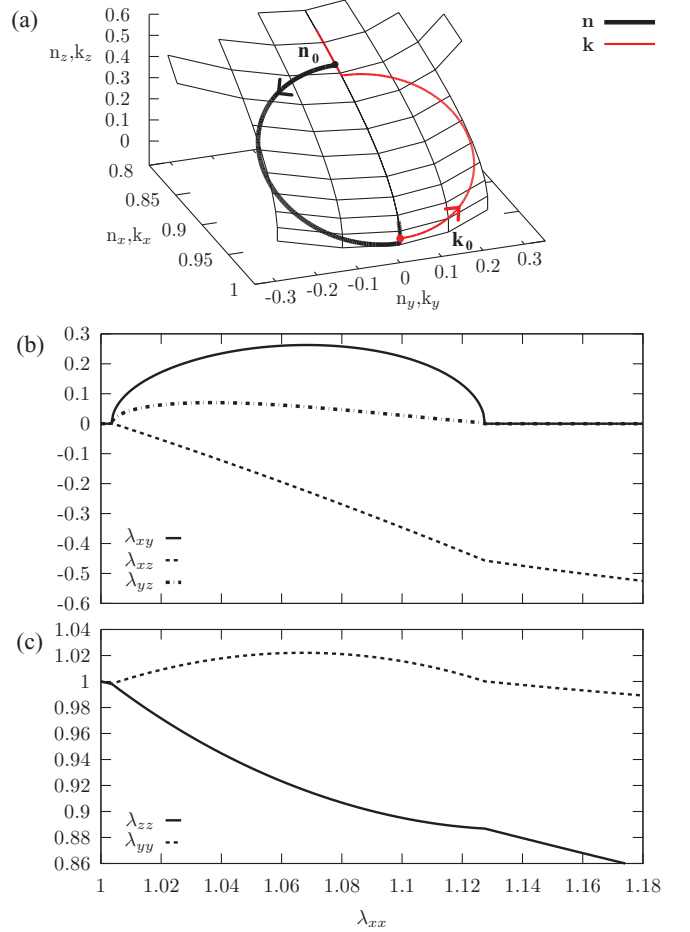 (a)
n
k
n_z,k_z
0.6
0.5
0.4
0.3
0.2
0.1
0
n_0
0.8
0.85
0.9
0.95
1
n_x,k_x
k_0
-0.3 -0.2 -0.1 0 0.1 0.2 0.3
n_y,k_y
(b)
0.3
0.2
0.1
0
-0.1
-0.2
-0.3
-0.4
-0.5
-0.6
λ_xy
λ_xz
λ_yz
(c)
1.04
1.02
1
0.98
0.96
0.94
0.92
0.9
0.88
0.86
λ_zz
λ_yy
1 1.02 1.04 1.06 1.08 1.1 1.12 1.14 1.16 1.18
λ_xx